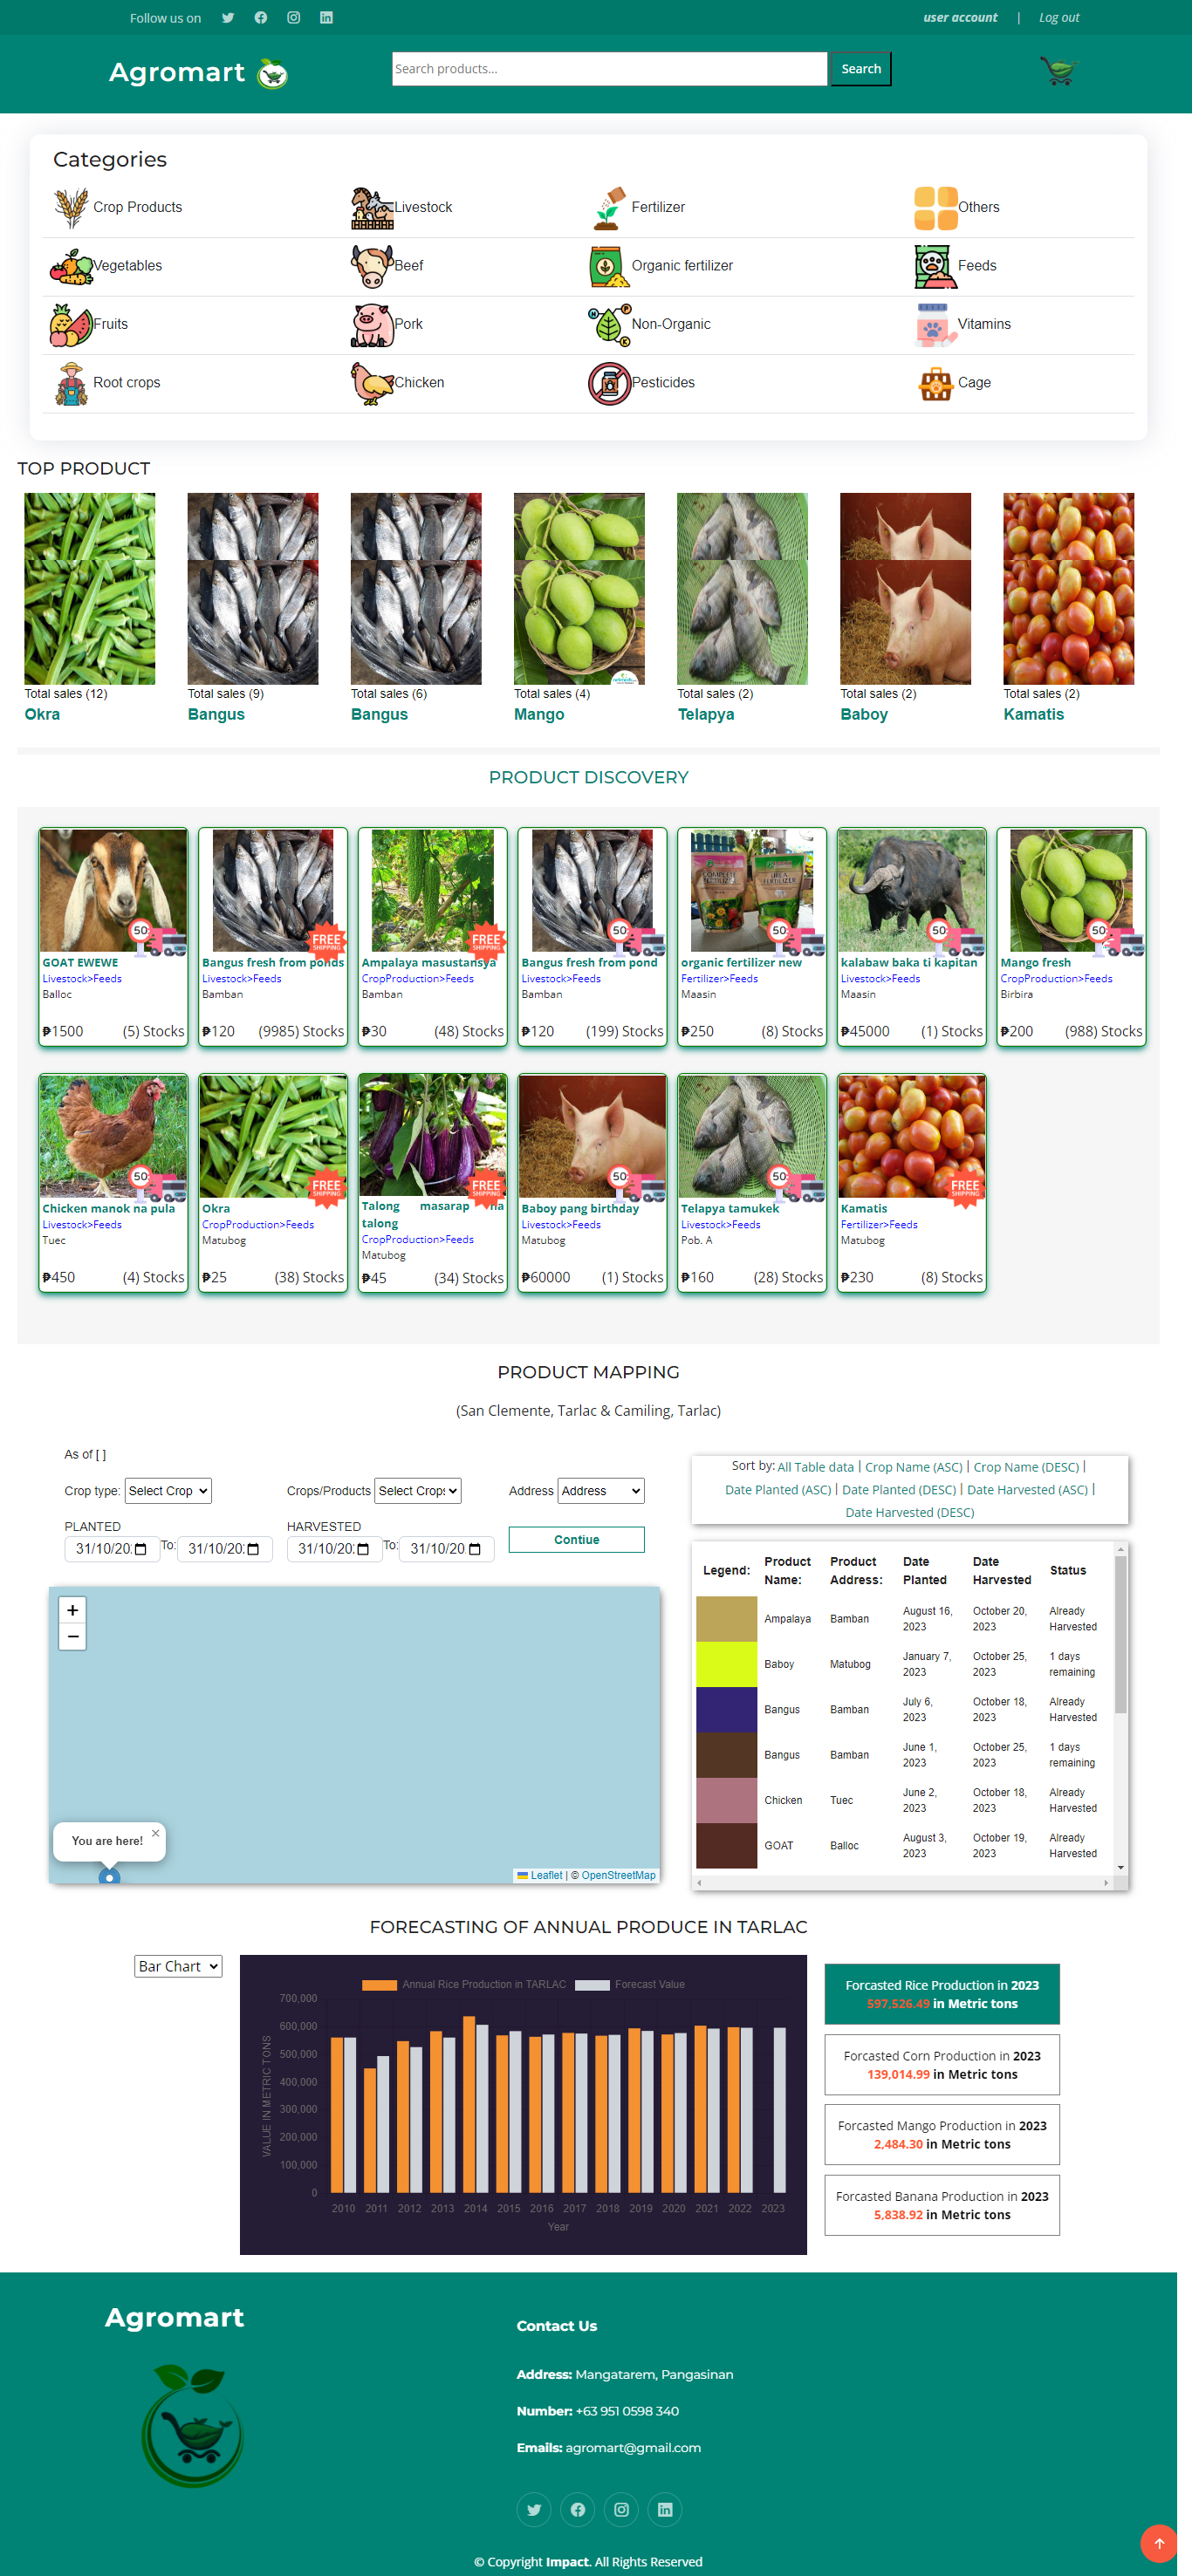 Follow us on
user account | Log out
Agromart
Search products...
Search
Categories
Crop Products
Livestock
Fertilizer
Others
Vegetables
Beef
Organic fertilizer
Feeds
Fruits
Pork
Non-Organic
Vitamins
Root crops
Chicken
Pesticides
Cage
TOP PRODUCT
Total sales (12)
Okra
Total sales (9)
Bangus
Total sales (6)
Bangus
Total sales (4)
Mango
Total sales (2)
Telapya
Total sales (2)
Baboy
Total sales (2)
Kamatis
PRODUCT DISCOVERY
50
GOAT EWEWE
Livestock>Feeds
Balloc
₱1500 (5) Stocks
FREE
SHIPPING
Bangus fresh from ponds
Livestock>Feeds
Bamban
₱120 (9985) Stocks
FREE
SHIPPING
Ampalaya masustansya
CropProduction>Feeds
Bamban
₱30 (48) Stocks
50
Bangus fresh from pond
Livestock>Feeds
Bamban
₱120 (199) Stocks
COMPLETE
FERTILIZER
UREA
FERTILIZER
50
organic fertilizer new
Fertilizer>Feeds
Maasin
₱250 (8) Stocks
50
kalabaw baka ti kapitan
Livestock>Feeds
Maasin
₱45000 (1) Stocks
50
Mango fresh
CropProduction>Feeds
Birbira
₱200 (988) Stocks
50
Chicken manok na pula
Livestock>Feeds
Tuec
₱450 (4) Stocks
FREE
SHIPPING
Okra
CropProduction>Feeds
Matubog
₱25 (38) Stocks
FREE
SHIPPING
Talong masarap na
talong
CropProduction>Feeds
Matubog
₱45 (34) Stocks
50
Baboy pang birthday
Livestock>Feeds
Matubog
₱60000 (1) Stocks
50
Telapya tamukek
Livestock>Feeds
Pob. A
₱160 (28) Stocks
FREE
SHIPPING
Kamatis
Fertilizer>Feeds
Matubog
₱230 (8) Stocks
PRODUCT MAPPING
(San Clemente, Tarlac & Camiling, Tarlac)
As of [ ]
Crop type: Select Crop
Crops/Products Select Crops
Address Address
PLANTED
31/10/20 To: 31/10/20
HARVESTED
31/10/20 To: 31/10/20
Contiue
+
−
You are here! ×
Leaflet | © OpenStreetMap
Sort by: All Table data | Crop Name (ASC) | Crop Name (DESC) |
Date Planted (ASC) | Date Planted (DESC) | Date Harvested (ASC) |
Date Harvested (DESC)
Legend: Product Name: Product Address: Date Planted Date Harvested Status
Ampalaya Bamban August 16, 2023 October 20, 2023 Already Harvested
Baboy Matubog January 7, 2023 October 25, 2023 1 days remaining
Bangus Bamban July 6, 2023 October 18, 2023 Already Harvested
Bangus Bamban June 1, 2023 October 25, 2023 1 days remaining
Chicken Tuec June 2, 2023 October 18, 2023 Already Harvested
GOAT Balloc August 3, 2023 October 19, 2023 Already Harvested
FORECASTING OF ANNUAL PRODUCE IN TARLAC
Bar Chart
Annual Rice Production in TARLAC Forecast Value
VALUE IN METRIC TONS
700,000
600,000
500,000
400,000
300,000
200,000
100,000
0
2010 2011 2012 2013 2014 2015 2016 2017 2018 2019 2020 2021 2022 2023
Year
Forcasted Rice Production in 2023
597,526.49 in Metric tons
Forcasted Corn Production in 2023
139,014.99 in Metric tons
Forcasted Mango Production in 2023
2,484.30 in Metric tons
Forcasted Banana Production in 2023
5,838.92 in Metric tons
Agromart
Contact Us
Address: Mangatarem, Pangasinan
Number: +63 951 0598 340
Emails: agromart@gmail.com
© Copyright Impact. All Rights Reserved